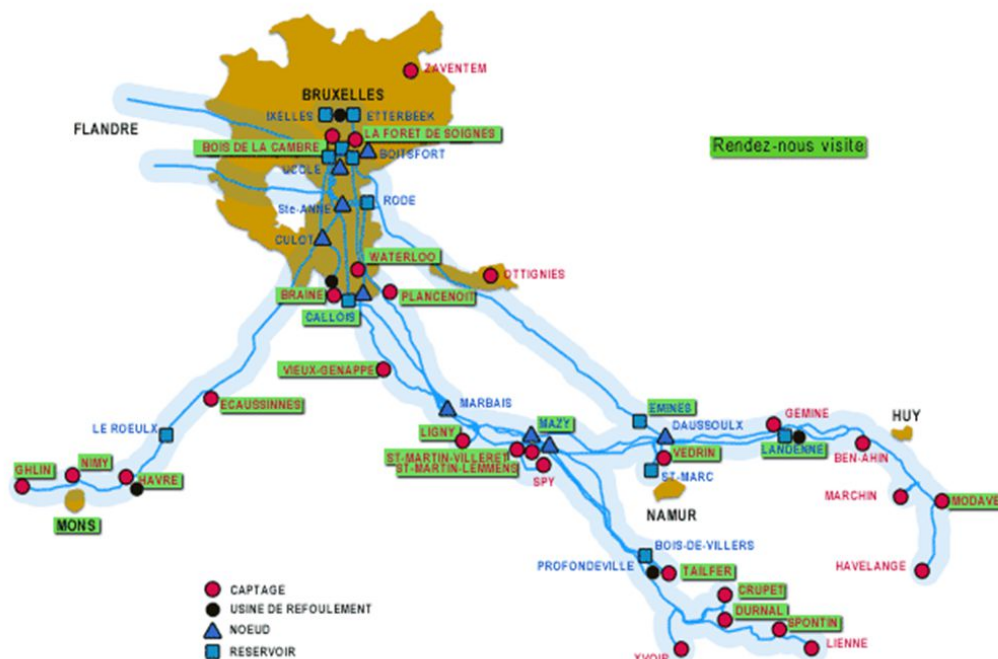 ZAVENTEM
BRUXELLES
IXELLES
ETTERBEEK
FLANDRE
LA FORET DE SOIGNES
BOIS DE LA CAMBRE
BOITSFORT
Rendez-nous visite
UCCLE
Ste-ANNE
RODE
CULOT
WATERLOO
OTTIGNIES
BRAINE
PLANCENOIT
CALLOIS
VIEUX-GENAPPE
ECAUSSINNES
MARBAIS
EMINES
GEMINE
HUY
LE ROEULX
LIGNY
MAZY
DAUSSOULX
LANDENNE
BEN-AHIN
ST-MARTIN-VILLERET
VEDRIN
ST-MARTIN-LEMMENS
GHLIN
NIMY
HAVRE
SPY
ST-MARC
MARCHIN
MODAVE
MONS
NAMUR
BOIS-DE-VILLERS
PROFONDEVILLE
TAILFER
HAVELANGE
CAPTAGE
CRUPET
USINE DE REFOULEMENT
DURNAL
NOEUD
SPONTIN
RESERVOIR
LIENNE
YVOIR